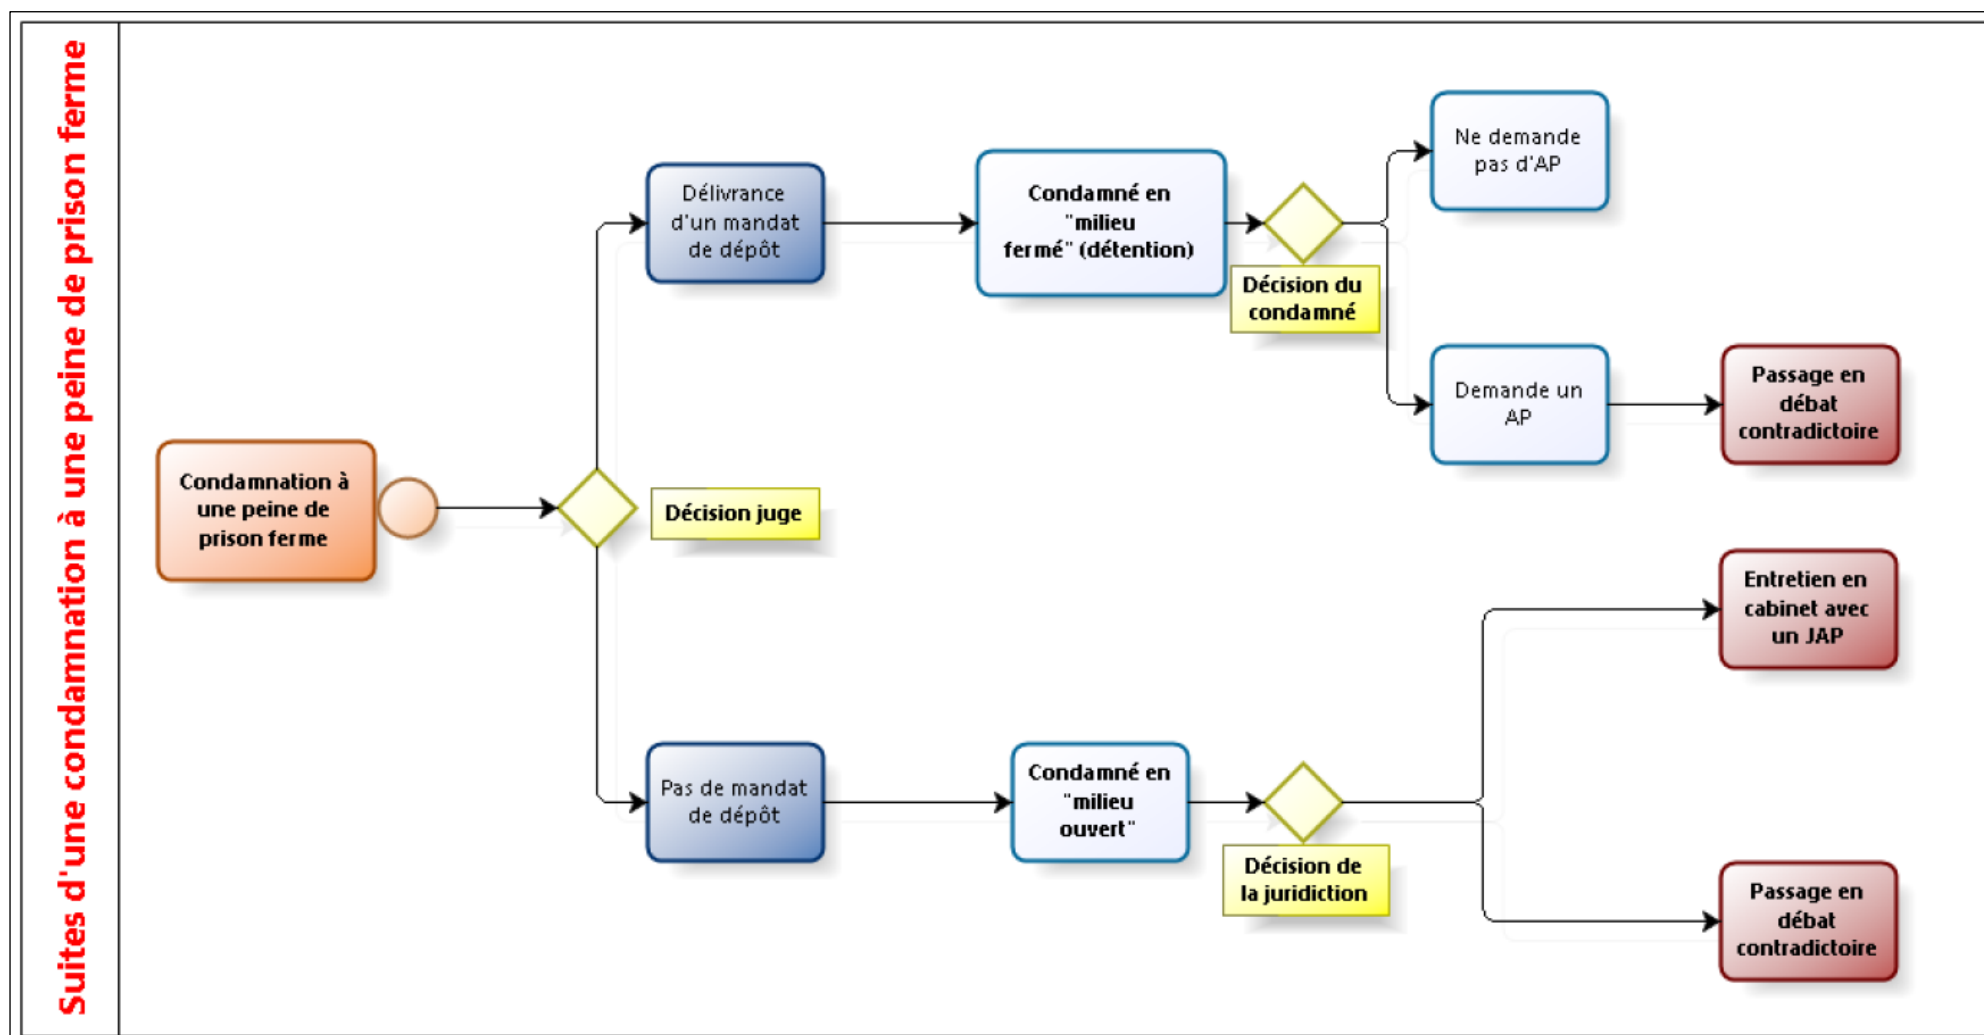 Suites d'une condamnation à une peine de prison ferme
Condamnation à
une peine de
prison ferme
Décision juge
Délivrance
d'un mandat
de dépôt
Condamné en
"milieu
fermé" (détention)
Décision du
condamné
Ne demande
pas d'AP
Demande un
AP
Passage en
débat
contradictoire
Pas de mandat
de dépôt
Condamné en
"milieu
ouvert"
Décision de
la juridiction
Entretien en
cabinet avec
un JAP
Passage en
débat
contradictoire